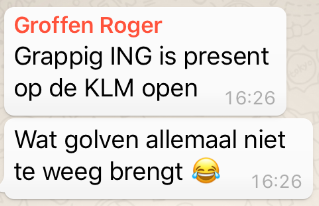 Groffen Roger
Grappig ING is present
op de KLM open
16:26
Wat golven allemaal niet
te weeg brengt 😂
16:26